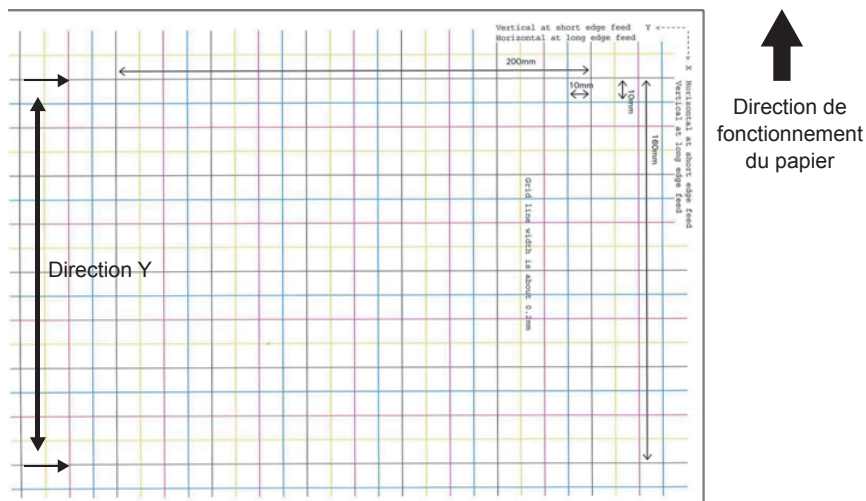 Vertical at short edge feed Y
Horizontal at long edge feed
X
200mm
10mm
10mm
160mm
Horizontal at short edge feed
Vertical at long edge feed
Grid line width is about 0.2mm
Direction Y
Direction de
fonctionnement
du papier